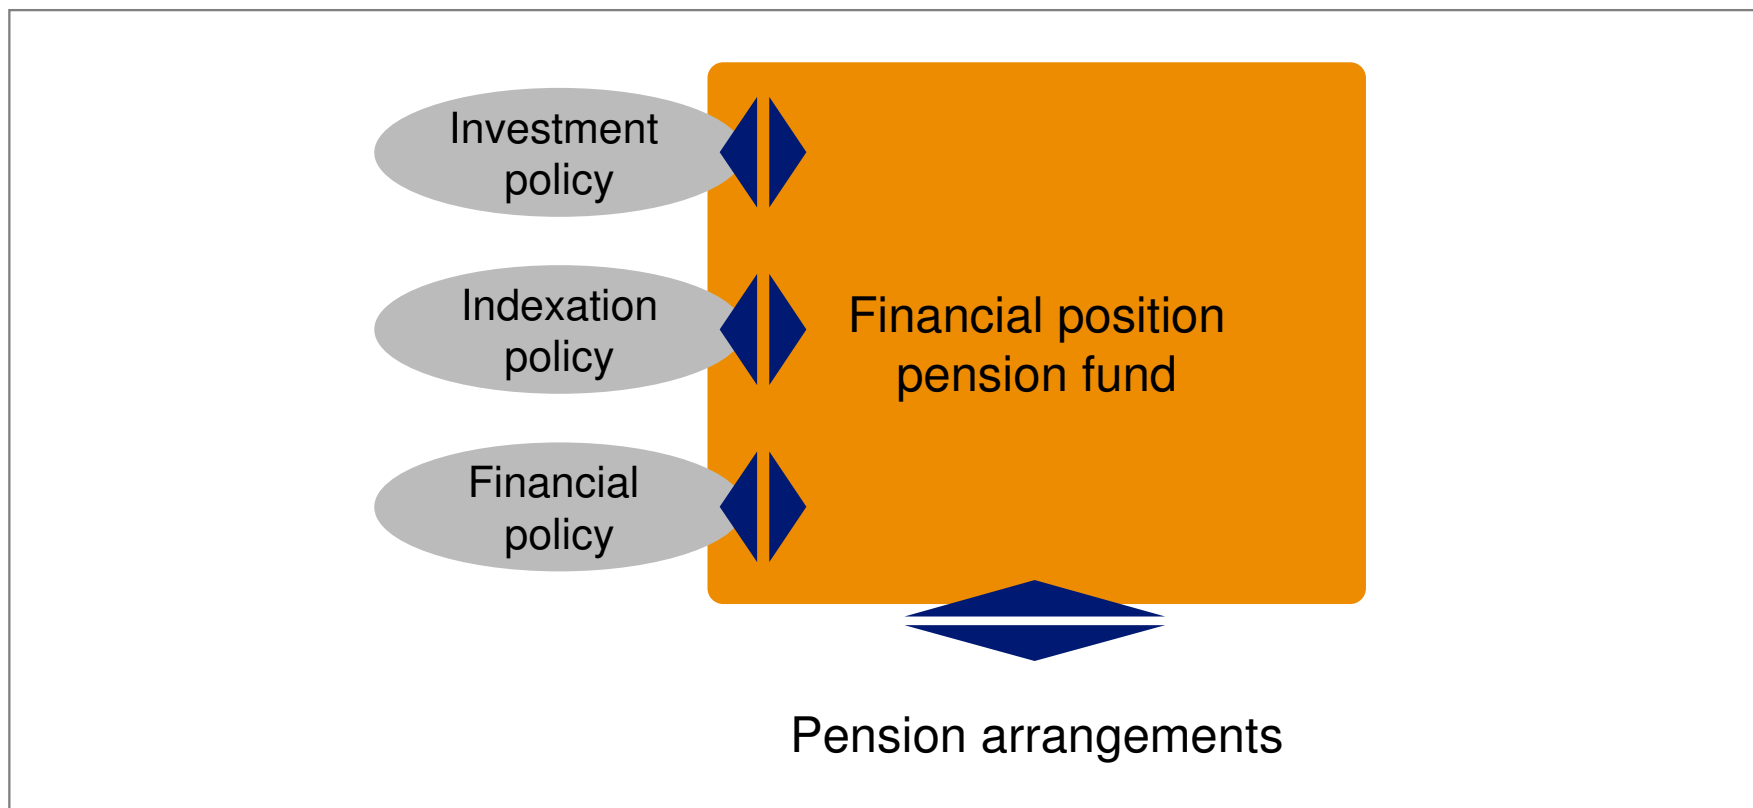 Investment
policy
Indexation
policy
Financial position
pension fund
Financial
policy
Pension arrangements